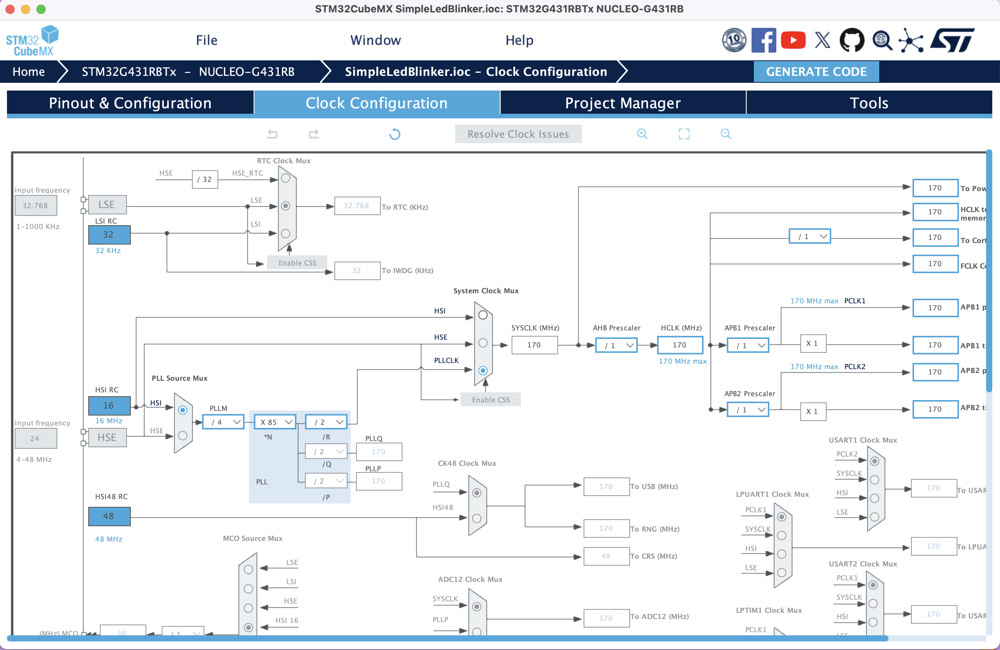 STM32CubeMX SimpleLedBlinker.ioc: STM32G431RBTx NUCLEO-G431RB
STM32
CubeMX
File
Window
Help
10
YEARS
Home
STM32G431RBTx - NUCLEO-G431RB
SimpleLedBlinker.ioc - Clock Configuration
GENERATE CODE
Pinout & Configuration
Clock Configuration
Project Manager
Tools
Resolve Clock Issues
RTC Clock Mux
HSE
/ 32
HSE_RTC
Input frequency
32.768
1-1000 KHz
LSE
LSE
32.768
To RTC (KHz)
LSI RC
32
32 KHz
LSI
Enable CSS
32
To IWDG (KHz)
170
To Pow
170
HCLK t
memor
/ 1
170
To Cort
170
FCLK C
System Clock Mux
HSI
HSE
PLLCLK
Enable CSS
SYSCLK (MHz)
170
AHB Prescaler
/ 1
HCLK (MHz)
170
170 MHz max
APB1 Prescaler
/ 1
170 MHz max PCLK1
170
APB1 p
X 1
170
APB1 ti
170 MHz max PCLK2
170
APB2 p
APB2 Prescaler
/ 1
X 1
170
APB2 ti
PLL Source Mux
HSI RC
16
16 MHz
HSI
Input frequency
24
4-48 MHz
HSE
HSE
PLLM
/ 4
X 85
*N
/ 2
/R
/ 2
/Q
/ 2
/P
PLL
PLLQ
170
PLLP
170
HSI48 RC
48
48 MHz
CK48 Clock Mux
PLLQ
HSI48
170
To USB (MHz)
170
To RNG (MHz)
48
To CRS (MHz)
MCO Source Mux
LSE
LSI
HSE
HSI 16
(MHz) MCO
16
/ 1
ADC12 Clock Mux
SYSCLK
PLLP
170
To ADC12 (MHz)
USART1 Clock Mux
PCLK2
SYSCLK
HSI
LSE
170
To USAR
LPUART1 Clock Mux
PCLK1
SYSCLK
HSI
LSE
170
To LPUA
USART2 Clock Mux
PCLK1
SYSCLK
HSI
LSE
170
To USAR
LPTIM1 Clock Mux
PCLK1